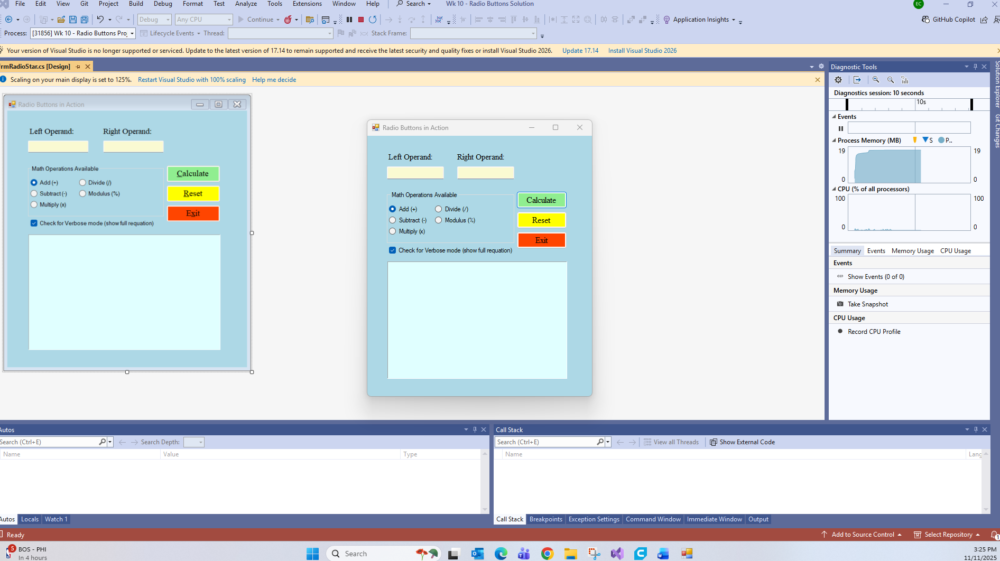 File Edit View Git Project Build Debug Format Test Analyze Tools Extensions Window Help Search Wk 10 - Radio Buttons Solution EC
Debug Any CPU Continue Application Insights GitHub Copilot
Process: [31856] Wk 10 - Radio Buttons Proj Lifecycle Events Thread: Stack Frame:
Your version of Visual Studio is no longer supported or serviced. Update to the latest version of 17.14 to remain supported and receive the latest security and quality fixes or install Visual Studio 2026. Update 17.14 Install Visual Studio 2026
frmRadioStar.cs [Design]
Scaling on your main display is set to 125%. Restart Visual Studio with 100% scaling Help me decide
Radio Buttons in Action
Left Operand: Right Operand:
Math Operations Available
Add (+) Divide (/)
Subtract (-) Modulus (%)
Multiply (x)
Calculate
Reset
Exit
Check for Verbose mode (show full requation)
Radio Buttons in Action
Left Operand: Right Operand:
Math Operations Available
Add (+) Divide (/)
Subtract (-) Modulus (%)
Multiply (x)
Calculate
Reset
Exit
Check for Verbose mode (show full requation)
Diagnostic Tools
Diagnostics session: 10 seconds
10s
Events
Process Memory (MB) S P..
19 19
0 0
CPU (% of all processors)
100 100
0 0
Summary Events Memory Usage CPU Usage
Events
Show Events (0 of 0)
Memory Usage
Take Snapshot
CPU Usage
Record CPU Profile
Solution Explorer
Git Changes
Autos
Search (Ctrl+E) Search Depth:
Name Value Type
Autos Locals Watch 1
Call Stack
Search (Ctrl+E) View all Threads Show External Code
Name Lang
Call Stack Breakpoints Exception Settings Command Window Immediate Window Output
Ready Add to Source Control Select Repository 1
5 BOS - PHI
In 4 hours
Search
3:25 PM
11/11/2025